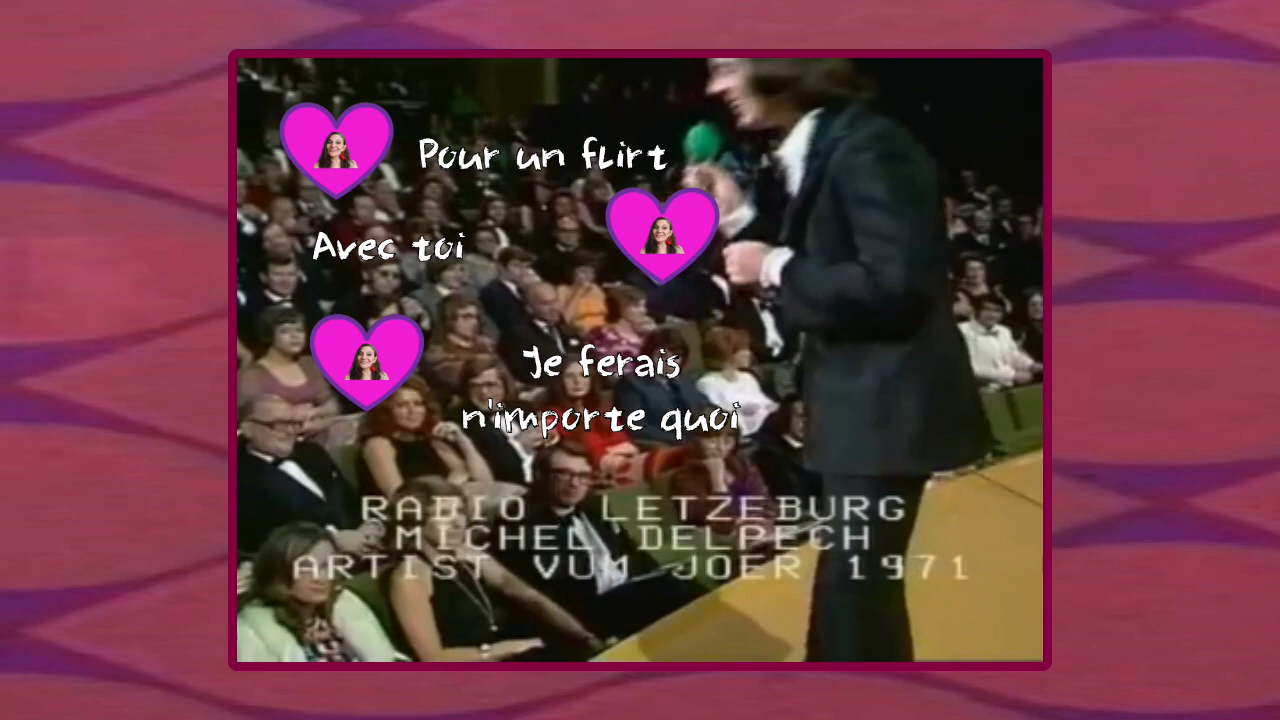 Pour un flirt
Avec toi
Je ferais
n'importe quoi
RADIO LETZEBURG
MICHEL DELPECH
ARTIST VUM JOER 1971